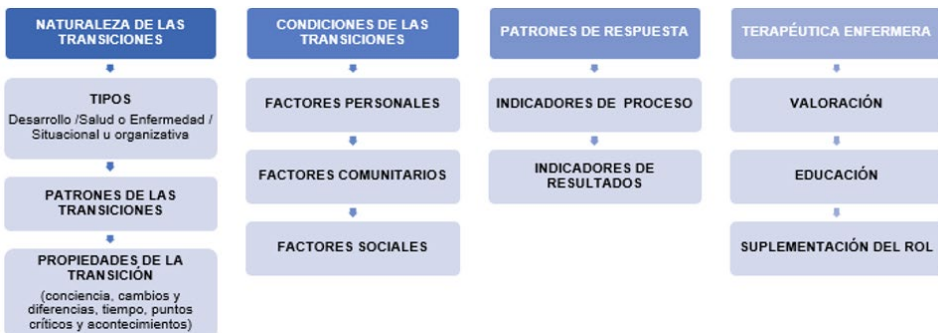 NATURALEZA DE LAS
TRANSICIONES
TIPOS
Desarrollo /Salud o Enfermedad /
Situacional u organizativa
PATRONES DE LAS
TRANSICIONES
PROPIEDADES DE LA
TRANSICIÓN
(conciencia, cambios y
diferencias, tiempo, puntos
críticos y acontecimientos)
CONDICIONES DE LAS
TRANSICIONES
FACTORES PERSONALES
FACTORES COMUNITARIOS
FACTORES SOCIALES
PATRONES DE RESPUESTA
INDICADORES DE PROCESO
INDICADORES DE
RESULTADOS
TERAPÉUTICA ENFERMERA
VALORACIÓN
EDUCACIÓN
SUPLEMENTACIÓN DEL ROL